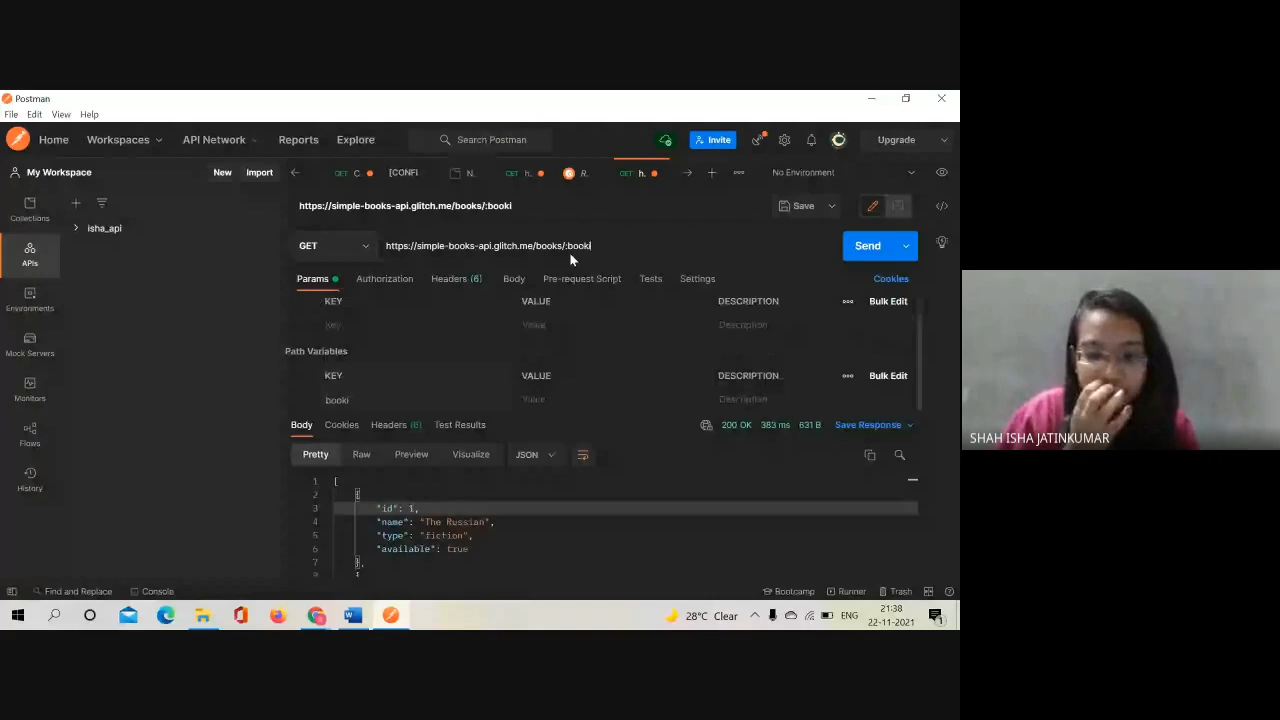 Postman
File Edit View Help
Home Workspaces API Network Reports Explore Search Postman Invite Upgrade
My Workspace New Import GET C. [CONFI N. GET h. R. GET h. No Environment
https://simple-books-api.glitch.me/books/:booki Save
Collections
isha_api
GET https://simple-books-api.glitch.me/books/:booki Send
APIs
Params Authorization Headers (6) Body Pre-request Script Tests Settings Cookies
Environments
KEY VALUE DESCRIPTION Bulk Edit
Key Value Description
Mock Servers
Path Variables
KEY VALUE DESCRIPTION Bulk Edit
Monitors
booki Value Description
Body Cookies Headers (8) Test Results 200 OK 383 ms 631 B Save Response
Flows
Pretty Raw Preview Visualize JSON
History
1 [
2 {
3 "id": 1,
4 "name": "The Russian",
5 "type": "fiction",
6 "available": true
7 },
8 {
Find and Replace Console Bootcamp Runner Trash
28°C Clear ENG 21:38
22-11-2021
SHAH ISHA JATINKUMAR